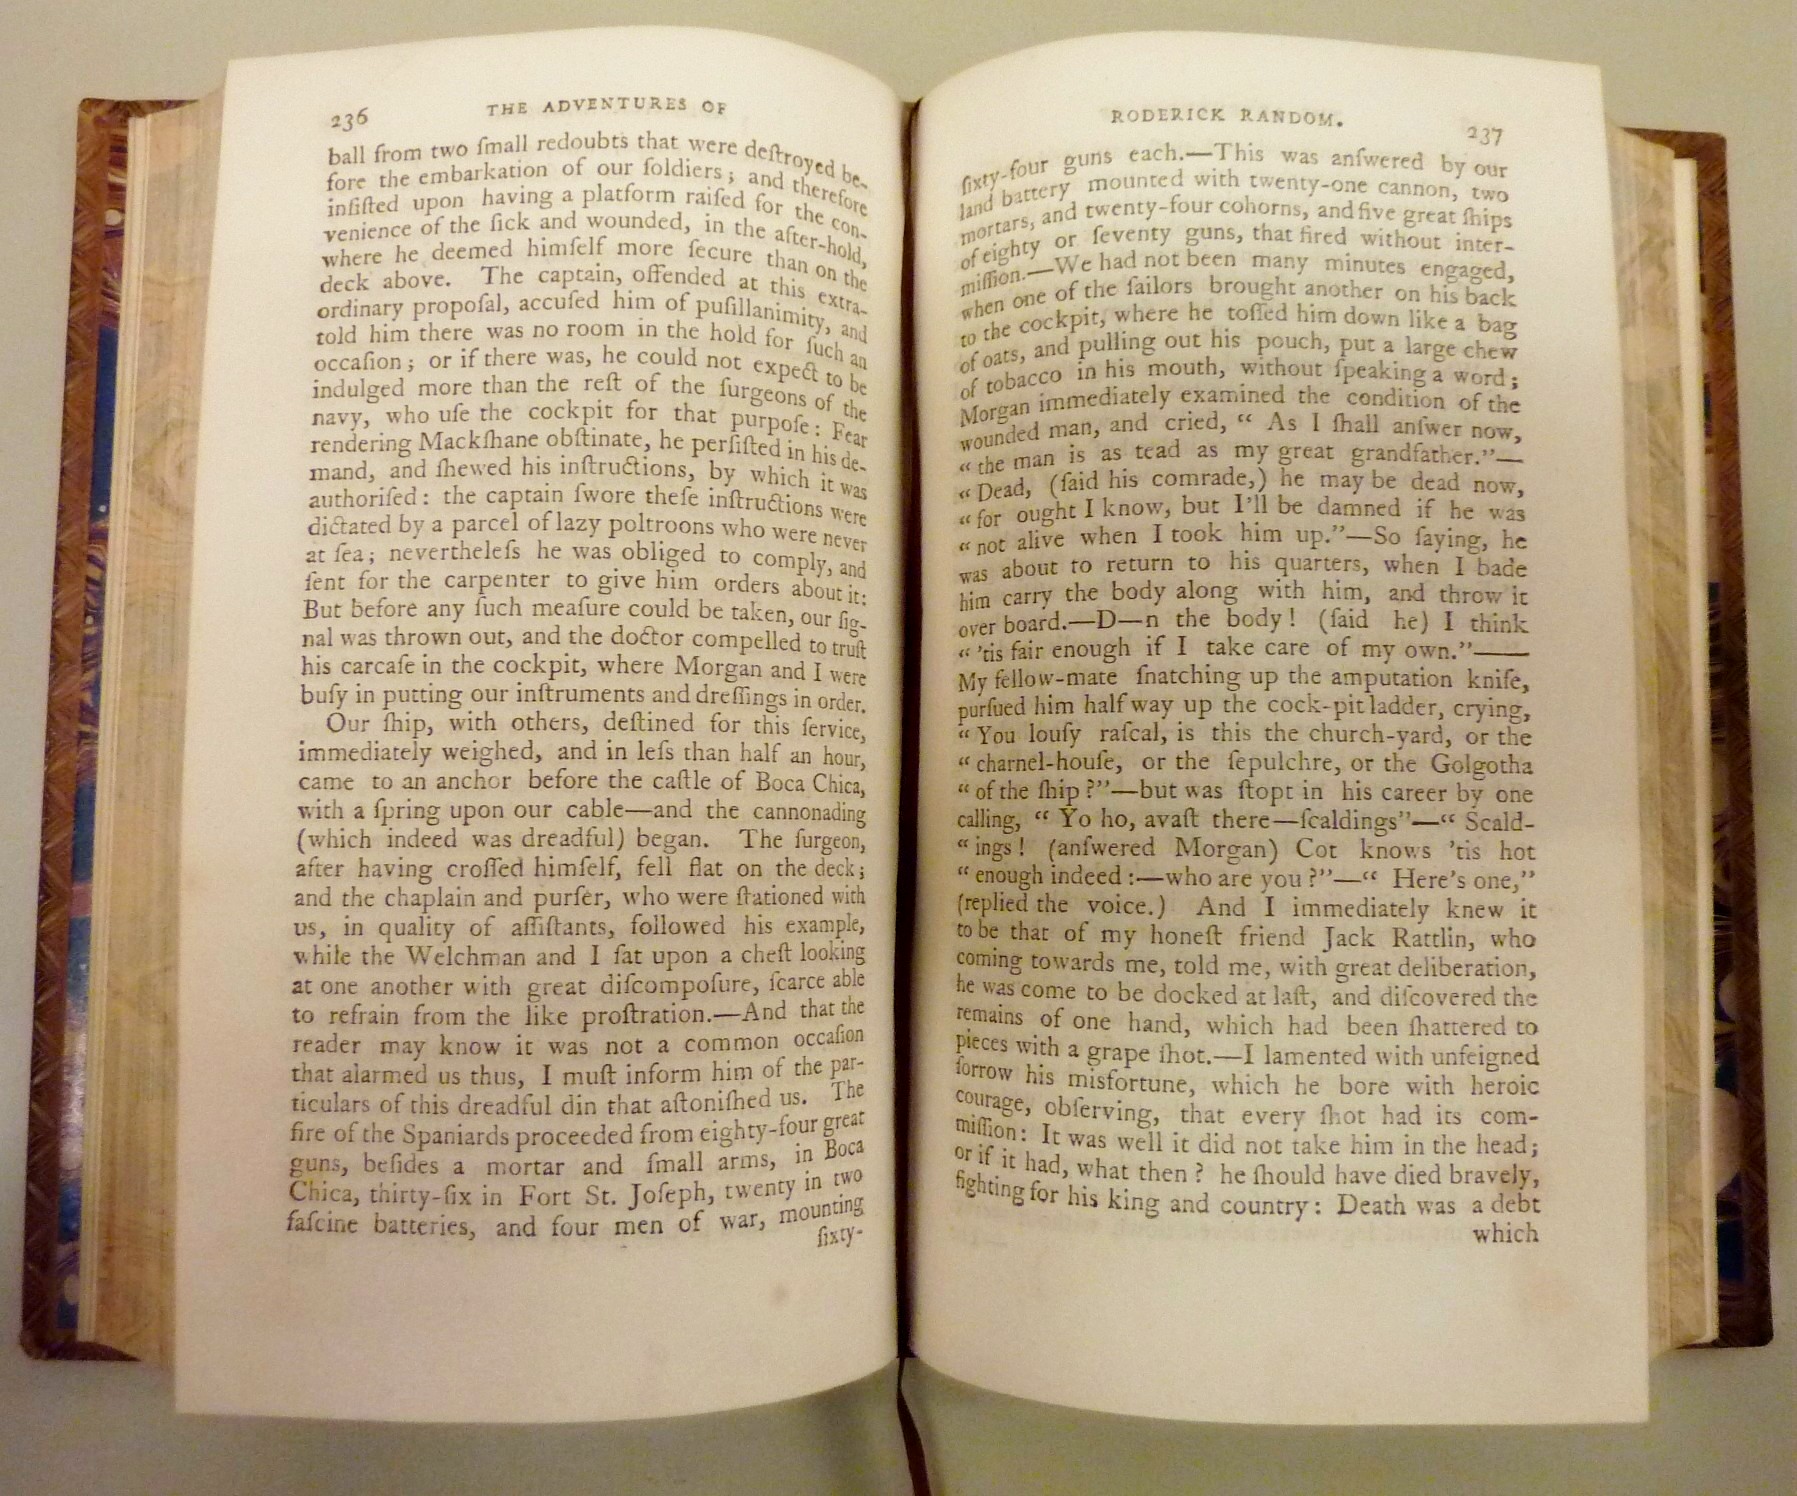 236
THE ADVENTURES OF
ball from two ſmall redoubts that were deſtroyed be-
fore the embarkation of our ſoldiers; and therefore
inſiſted upon having a platform raiſed for the con-
venience of the ſick and wounded, in the after-hold,
where he deemed himſelf more ſecure than on the
deck above. The captain, offended at this extra-
ordinary propoſal, accuſed him of puſillanimity, and
told him there was no room in the hold for ſuch an
occaſion; or if there was, he could not expect to be
indulged more than the reſt of the ſurgeons of the
navy, who uſe the cockpit for that purpoſe: Fear
rendering Mackſhane obſtinate, he perſiſted in his de-
mand, and ſhewed his inſtructions, by which it was
authoriſed: the captain ſwore theſe inſtructions were
dictated by a parcel of lazy poltroons who were never
at ſea; nevertheleſs he was obliged to comply, and
ſent for the carpenter to give him orders about it:
But before any ſuch meaſure could be taken, our ſig-
nal was thrown out, and the doctor compelled to truſt
his carcaſe in the cockpit, where Morgan and I were
buſy in putting our inſtruments and dreſſings in order.
Our ſhip, with others, deſtined for this ſervice,
immediately weighed, and in leſs than half an hour,
came to an anchor before the caſtle of Boca Chica,
with a ſpring upon our cable—and the cannonading
(which indeed was dreadful) began. The ſurgeon,
after having croſſed himſelf, fell flat on the deck;
and the chaplain and purſer, who were ſtationed with
us, in quality of aſſiſtants, followed his example,
while the Welchman and I ſat upon a cheſt looking
at one another with great diſcompoſure, ſcarce able
to refrain from the like proſtration.—And that the
reader may know it was not a common occaſion
that alarmed us thus, I muſt inform him of the par-
ticulars of this dreadful din that aſtoniſhed us. The
fire of the Spaniards proceeded from eighty-four great
guns, beſides a mortar and ſmall arms, in Boca
Chica, thirty-ſix in Fort St. Joſeph, twenty in two
faſcine batteries, and four men of war, mounting
ſixty-
RODERICK RANDOM.
237
ſixty-four guns each.—This was anſwered by our
land battery mounted with twenty-one cannon, two
mortars, and twenty-four cohorns, and five great ſhips
of eighty or ſeventy guns, that fired without inter-
miſſion.—We had not been many minutes engaged,
when one of the ſailors brought another on his back
to the cockpit, where he toſſed him down like a bag
of oats, and pulling out his pouch, put a large chew
of tobacco in his mouth, without ſpeaking a word;
Morgan immediately examined the condition of the
wounded man, and cried, “ As I ſhall anſwer now,
“ the man is as tead as my great grandfather.”—
“ Dead, (ſaid his comrade,) he may be dead now,
“ for ought I know, but I’ll be damned if he was
“ not alive when I took him up.”—So ſaying, he
was about to return to his quarters, when I bade
him carry the body along with him, and throw it
over board.—D—n the body! (ſaid he) I think
“ ’tis fair enough if I take care of my own.”——
My fellow-mate ſnatching up the amputation knife,
purſued him half way up the cock-pit ladder, crying,
“ You louſy raſcal, is this the church-yard, or the
“ charnel-houſe, or the ſepulchre, or the Golgotha
“ of the ſhip?”—but was ſtopt in his career by one
calling, “ Yo ho, avaſt there—ſcaldings”—“ Scald-
“ ings! (anſwered Morgan) Cot knows ’tis hot
“ enough indeed:—who are you?”—“ Here’s one,”
(replied the voice.) And I immediately knew it
to be that of my honeſt friend Jack Rattlin, who
coming towards me, told me, with great deliberation,
he was come to be docked at laſt, and diſcovered the
remains of one hand, which had been ſhattered to
pieces with a grape ſhot.—I lamented with unfeigned
ſorrow his misfortune, which he bore with heroic
courage, obſerving, that every ſhot had its com-
miſſion: It was well it did not take him in the head;
or if it had, what then? he ſhould have died bravely,
fighting for his king and country: Death was a debt
which